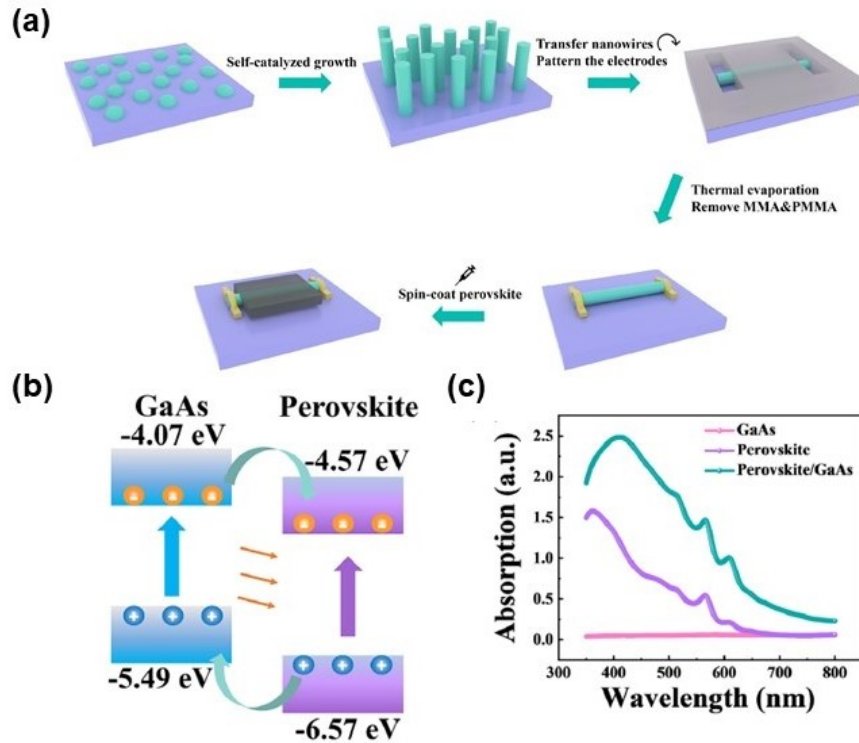 (a)
Self-catalyzed growth
Transfer nanowires
Pattern the electrodes
Thermal evaporation
Remove MMA&PMMA
Spin-coat perovskite
(b)
GaAs
Perovskite
-4.07 eV
-4.57 eV
-5.49 eV
-6.57 eV
(c)
GaAs
Perovskite
Perovskite/GaAs
Absorption (a.u.)
2.5
2.0
1.5
1.0
0.5
0.0
300 400 500 600 700 800
Wavelength (nm)